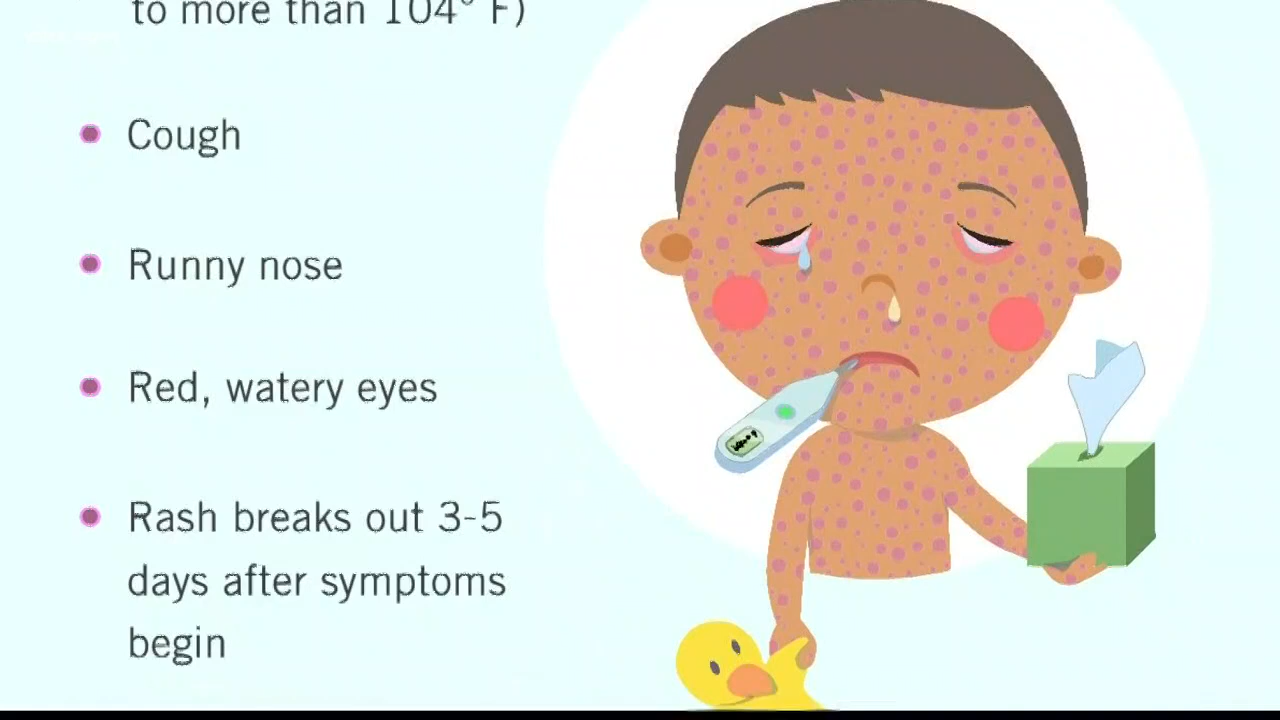 to more than 104° F)
Cough
Runny nose
Red, watery eyes
Rash breaks out 3-5
days after symptoms
begin